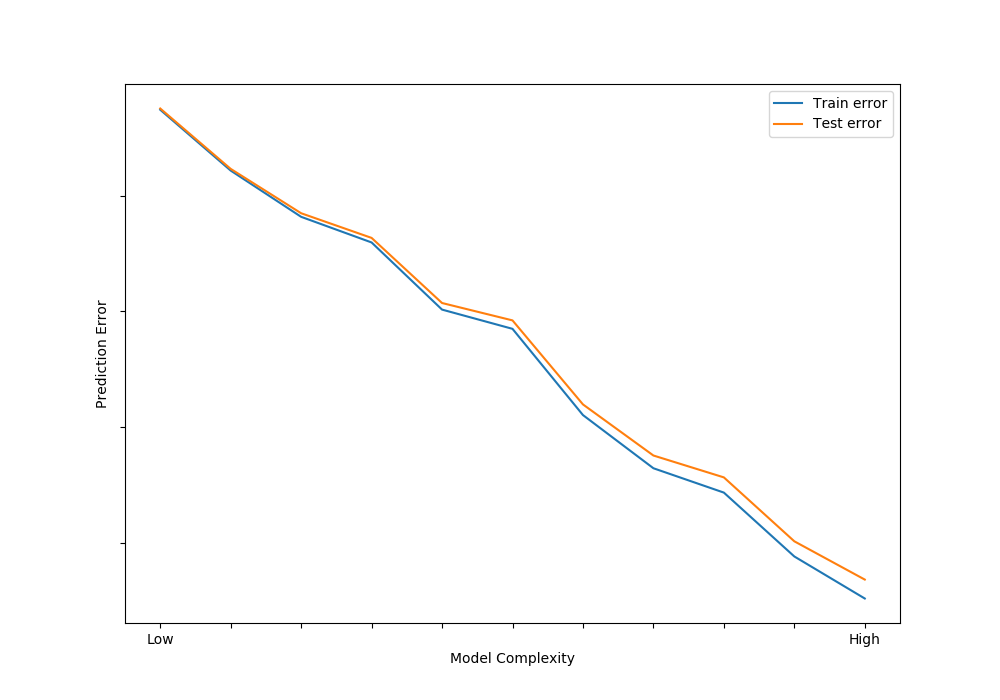 Train error
Test error
Prediction Error
Low
High
Model Complexity